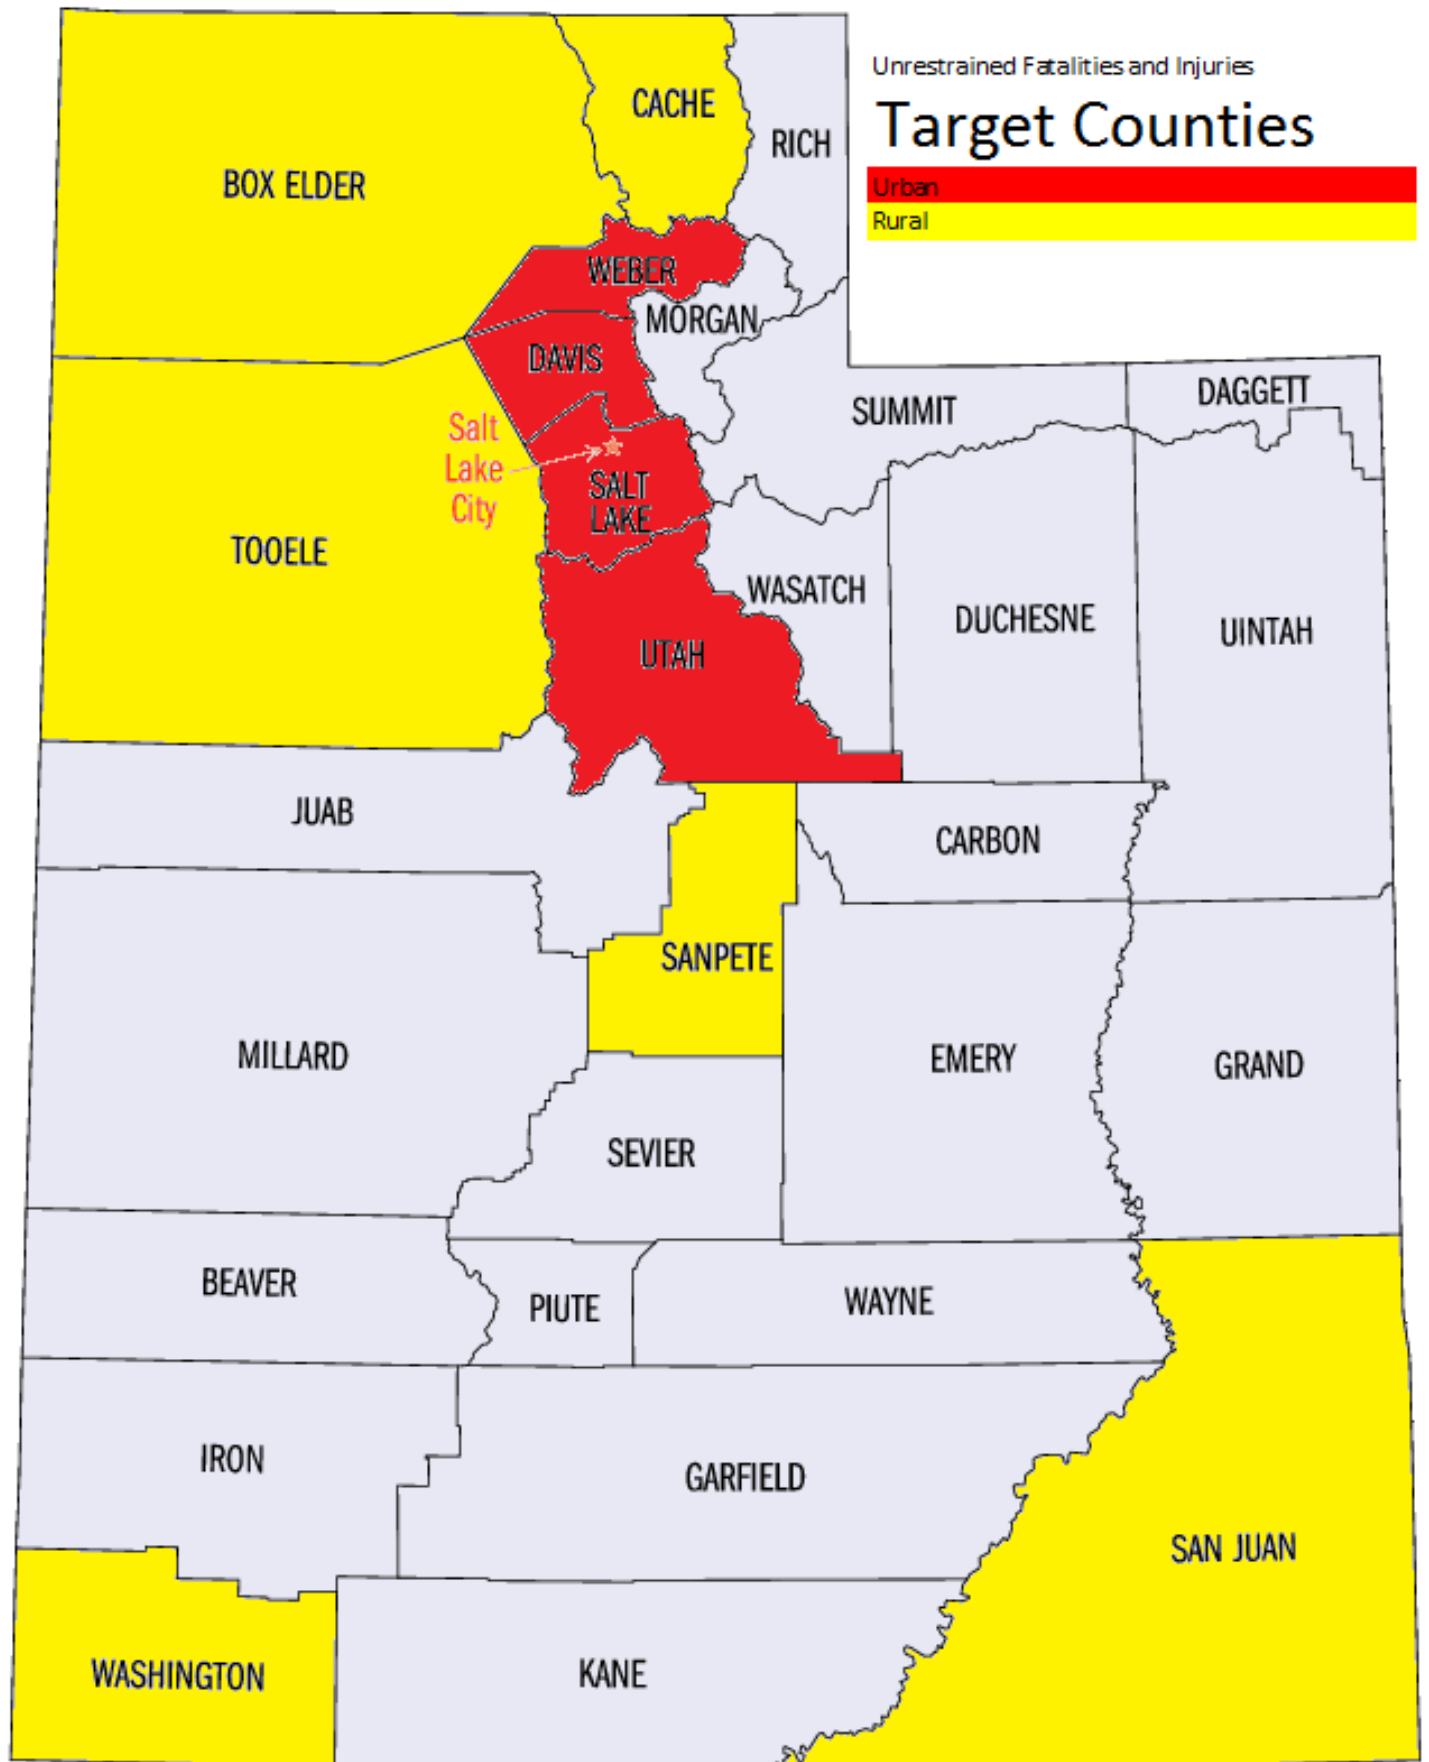 Unrestrained Fatalities and Injuries
Target Counties
Urban
Rural
CACHE
RICH
BOX ELDER
WEBER
MORGAN
DAVIS
SUMMIT
DAGGETT
Salt
Lake
City
SALT
LAKE
TOOELE
WASATCH
DUCHESNE
UINTAH
UTAH
JUAB
CARBON
SANPETE
MILLARD
EMERY
GRAND
SEVIER
BEAVER
PIUTE
WAYNE
IRON
GARFIELD
SAN JUAN
WASHINGTON
KANE